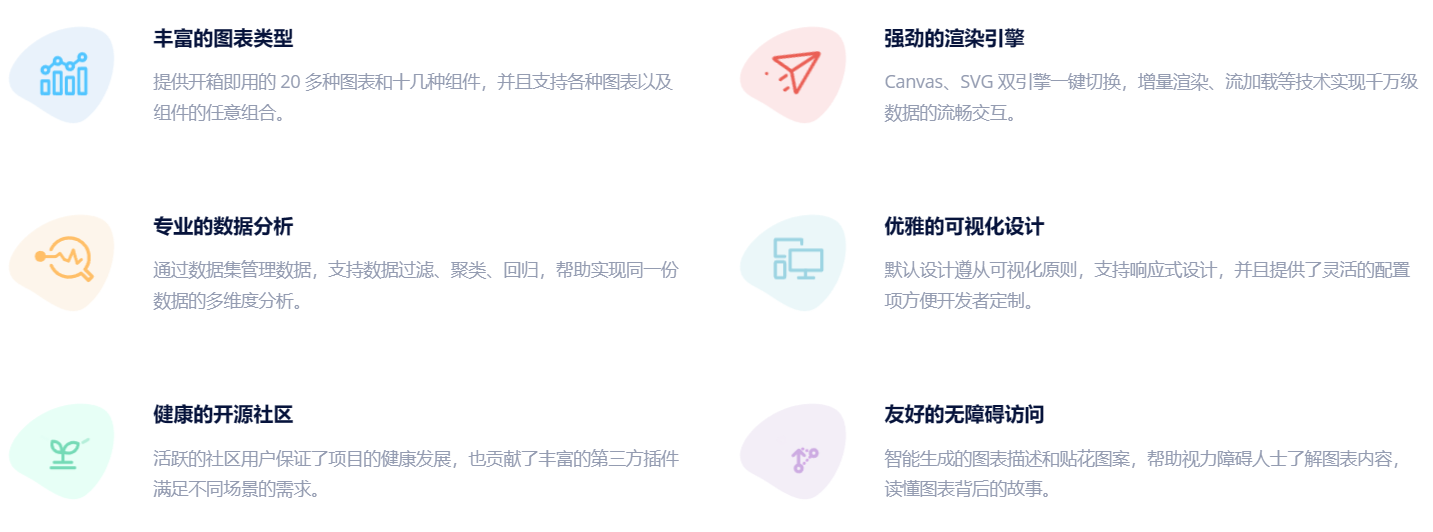 丰富的图表类型
提供开箱即用的 20 多种图表和十几种组件，并且支持各种图表以及
组件的任意组合。
强劲的渲染引擎
Canvas、SVG 双引擎一键切换，增量渲染、流加载等技术实现千万级
数据的流畅交互。
专业的数据分析
通过数据集管理数据，支持数据过滤、聚类、回归，帮助实现同一份
数据的多维度分析。
优雅的可视化设计
默认设计遵从可视化原则，支持响应式设计，并且提供了灵活的配置
项方便开发者定制。
健康的开源社区
活跃的社区用户保证了项目的健康发展，也贡献了丰富的第三方插件
满足不同场景的需求。
友好的无障碍访问
智能生成的图表描述和贴花图案，帮助视力障碍人士了解图表内容，
读懂图表背后的故事。